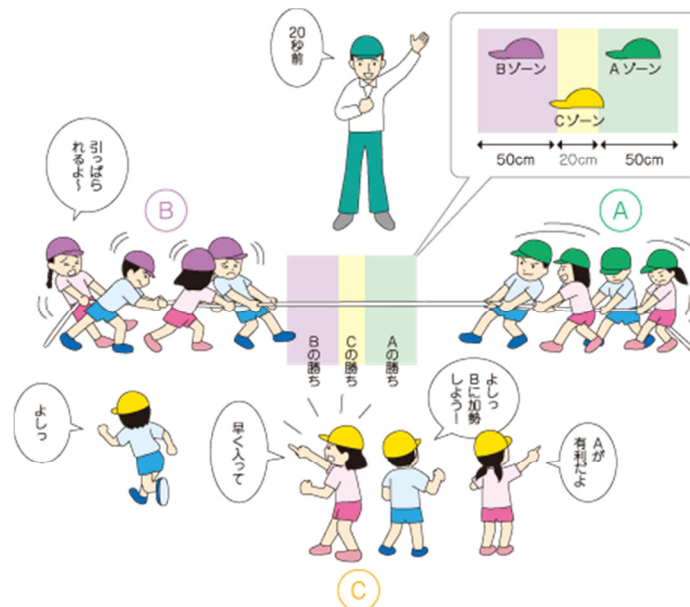 20秒前
Bゾーン
Aゾーン
Cゾーン
50cm
20cm
50cm
引っぱら
れるよ〜
B
A
Bの勝ち
Cの勝ち
Aの勝ち
よしっ
早く入って
よしっ
Bに加勢
しよう!
Aが
有利だよ
C